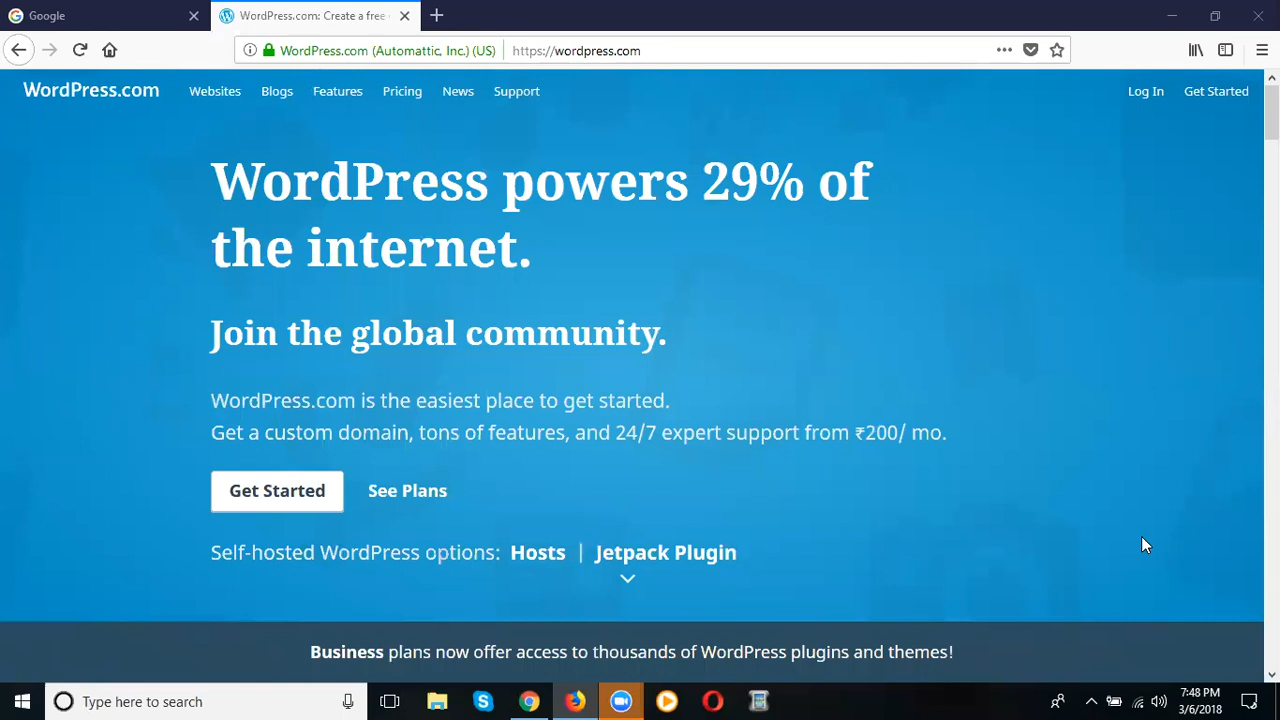 Google
WordPress.com: Create a free
WordPress.com (Automattic, Inc.) (US) https://wordpress.com
WordPress.com Websites Blogs Features Pricing News Support Log In Get Started
WordPress powers 29% of
the internet.
Join the global community.
WordPress.com is the easiest place to get started.
Get a custom domain, tons of features, and 24/7 expert support from ₹200/ mo.
Get Started See Plans
Self-hosted WordPress options: Hosts | Jetpack Plugin
Business plans now offer access to thousands of WordPress plugins and themes!
Type here to search
7:48 PM
3/6/2018